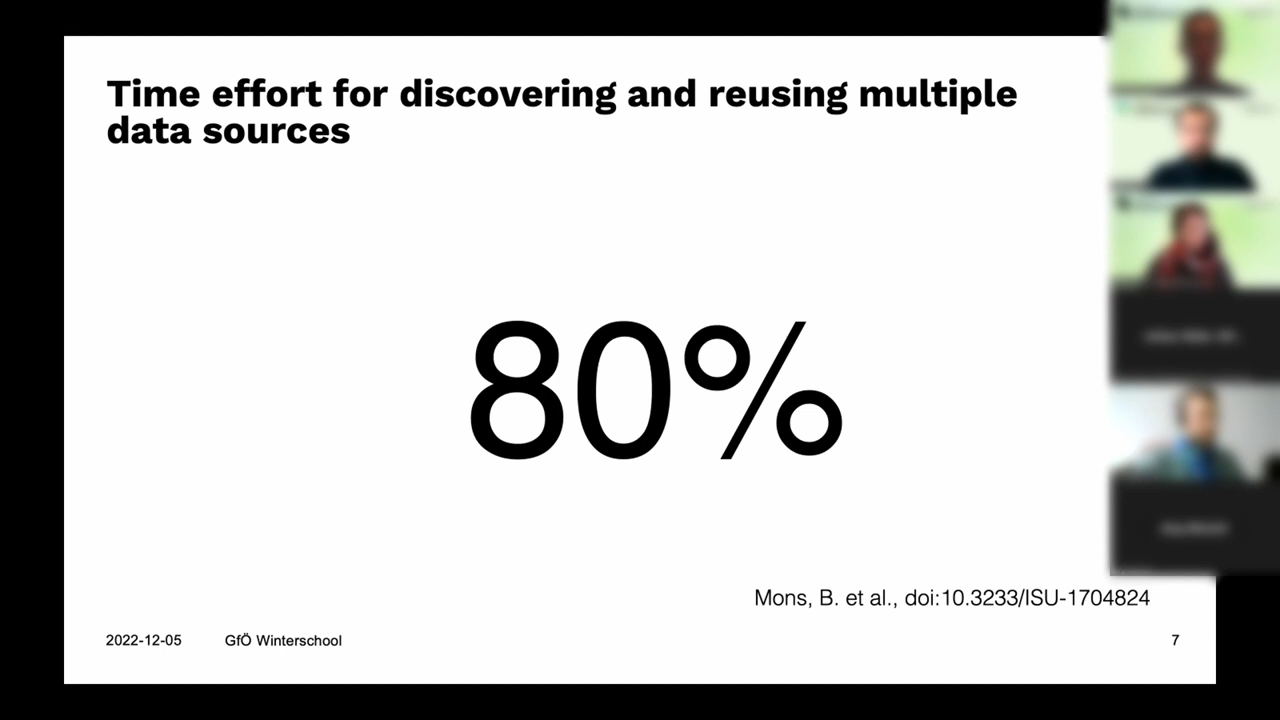 Time effort for discovering and reusing multiple
data sources
80%
Mons, B. et al., doi:10.3233/ISU-1704824
2022-12-05 GfÖ Winterschool 7